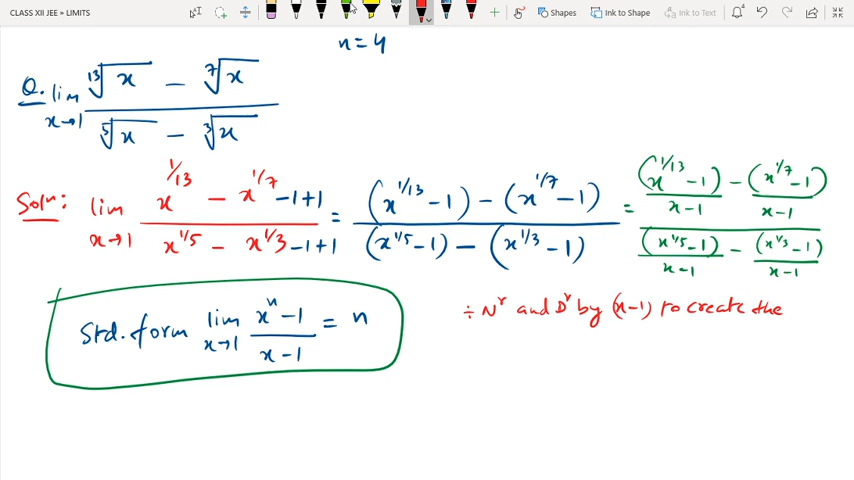 CLASS XII JEE » LIMITS
Shapes Ink to Shape Ink to Text
n = 4
Q. lim x→1 (¹³√x − ⁷√x) / (⁵√x − ³√x)
Solⁿ: lim x→1 (x^1/13 − x^1/7 −1+1) / (x^1/5 − x^1/3 −1+1) = ((x^1/13 −1) − (x^1/7 −1)) / ((x^1/5 −1) − (x^1/3 −1)) = ((x^1/13 −1)/(x−1) − (x^1/7 −1)/(x−1)) / ((x^1/5 −1)/(x−1) − (x^1/3 −1)/(x−1))
÷ Nʳ and Dʳ by (x−1) to create the
Std. form lim x→1 (xⁿ −1)/(x−1) = n